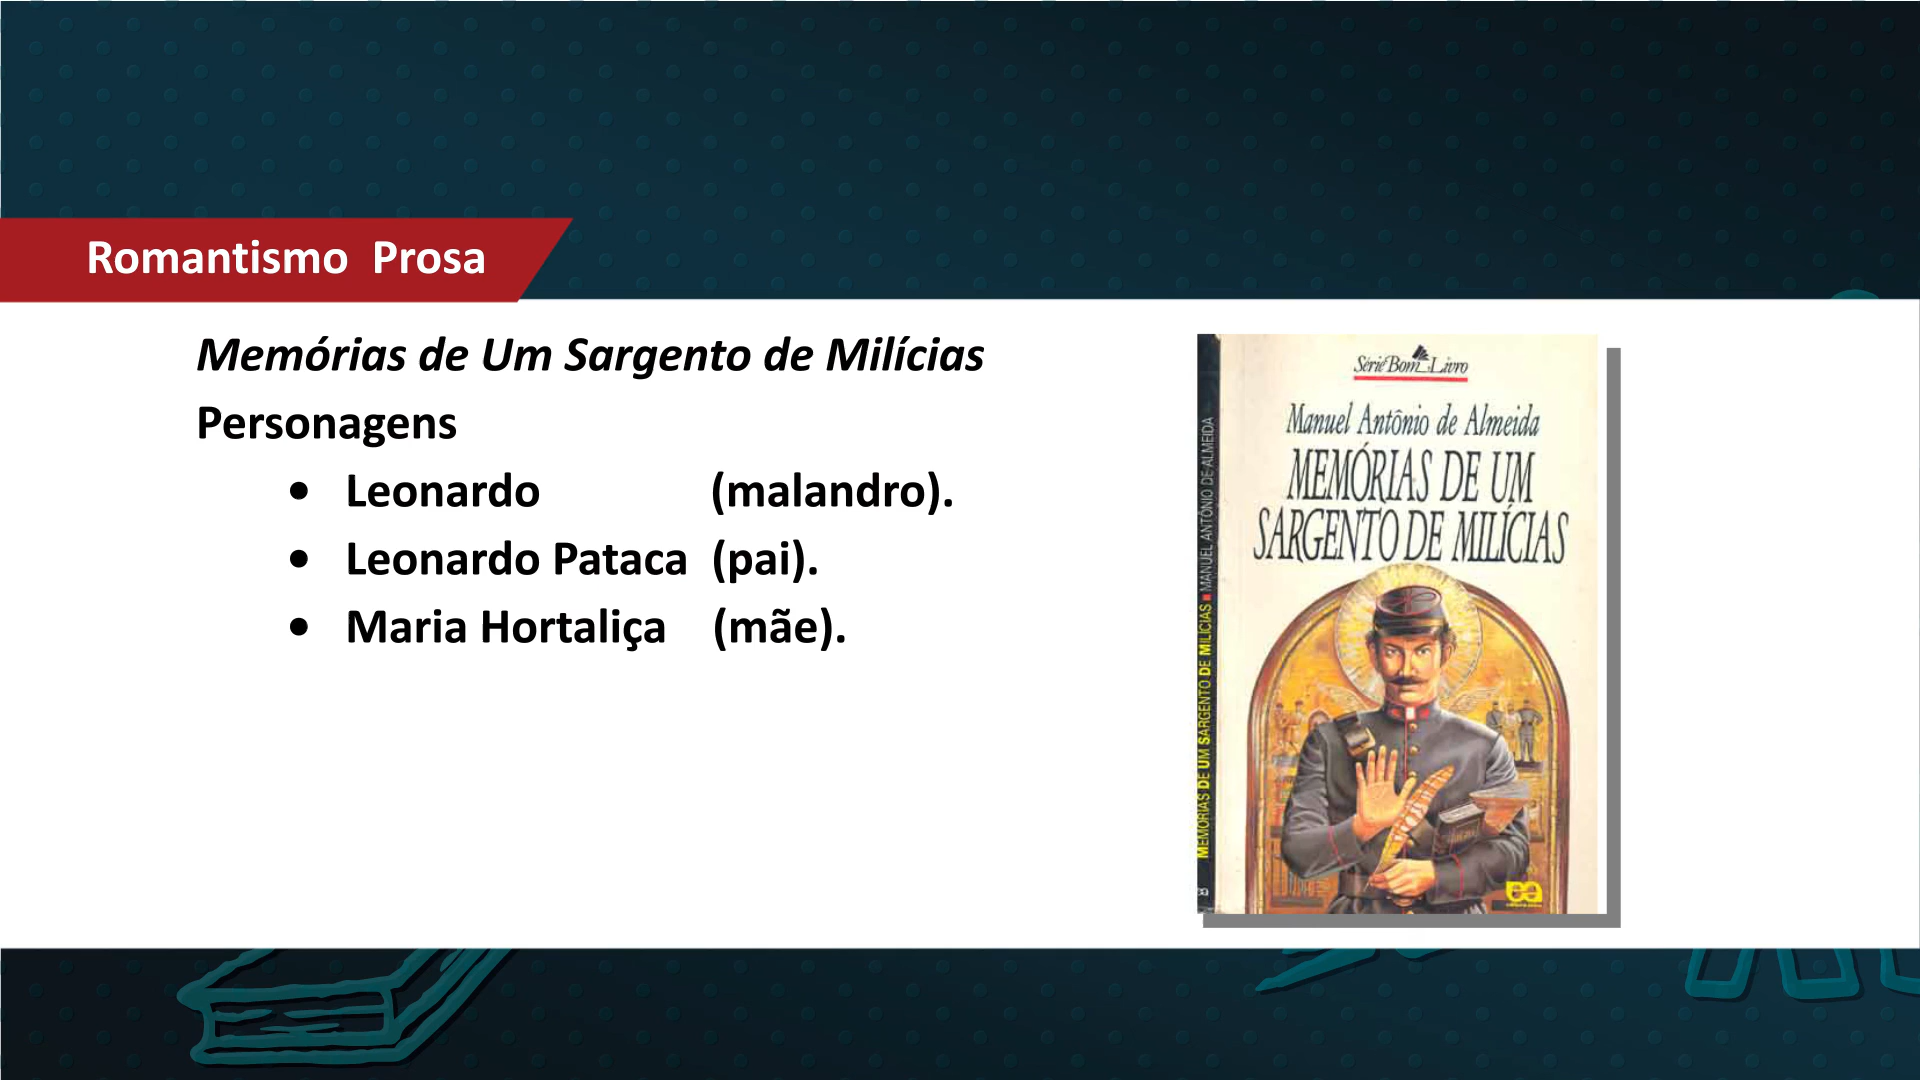 Romantismo Prosa
Memórias de Um Sargento de Milícias
Personagens
• Leonardo (malandro).
• Leonardo Pataca (pai).
• Maria Hortaliça (mãe).
Série Bom Livro
Manuel Antônio de Almeida
MEMÓRIAS DE UM
SARGENTO DE MILÍCIAS
MEMÓRIAS DE UM SARGENTO DE MILÍCIAS ■ MANUEL ANTÔNIO DE ALMEIDA